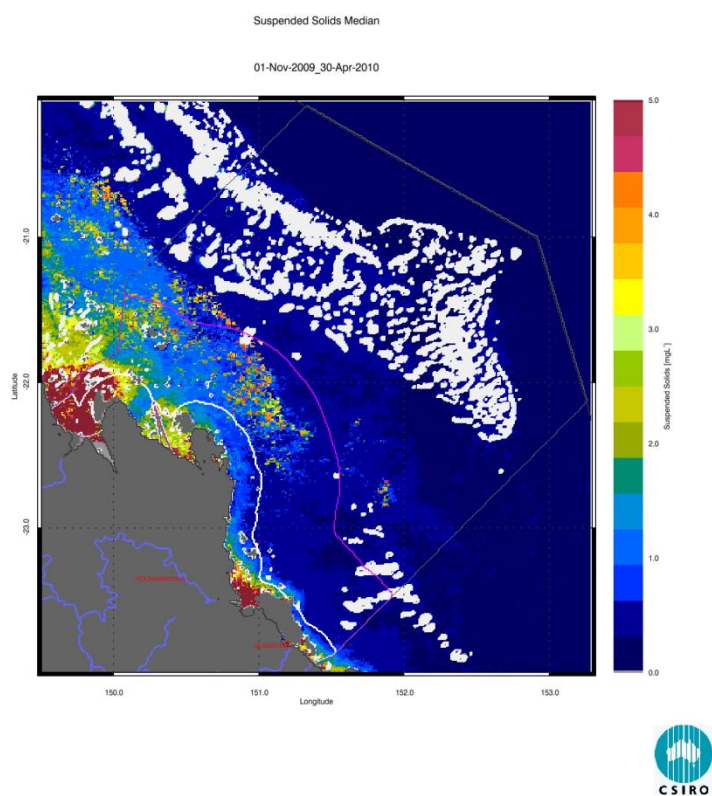 Suspended Solids Median
01-Nov-2009_30-Apr-2010
5.0
4.0
3.0
2.0
1.0
0.0
Suspended Solids [mgL⁻]
-21.0
-22.0
-23.0
Latitude
150.0
151.0
152.0
153.0
Longitude
CSIRO